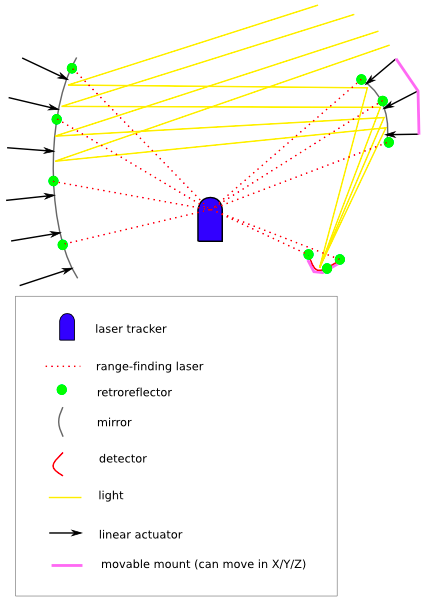 laser tracker
range-finding laser
retroreflector
mirror
detector
light
linear actuator
movable mount (can move in X/Y/Z)